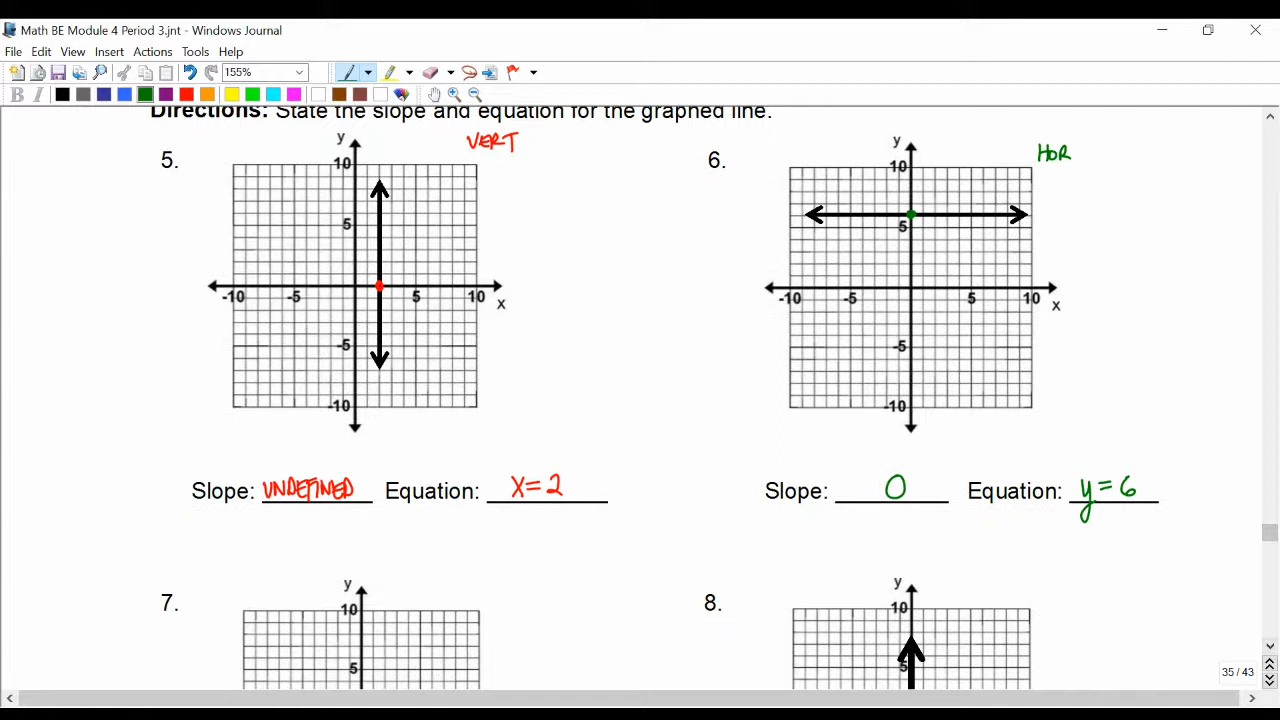 Math BE Module 4 Period 3.jnt - Windows Journal
File Edit View Insert Actions Tools Help
155%
B I
Directions: State the slope and equation for the graphed line.
5.
VERT
y
10
5
-10 -5 5 10
x
-5
-10
Slope: UNDEFINED Equation: x = 2
6.
HOR
y
10
5
-10 -5 5 10
x
-5
-10
Slope: 0 Equation: y = 6
7.
y
10
5
8.
y
10
5
35 / 43